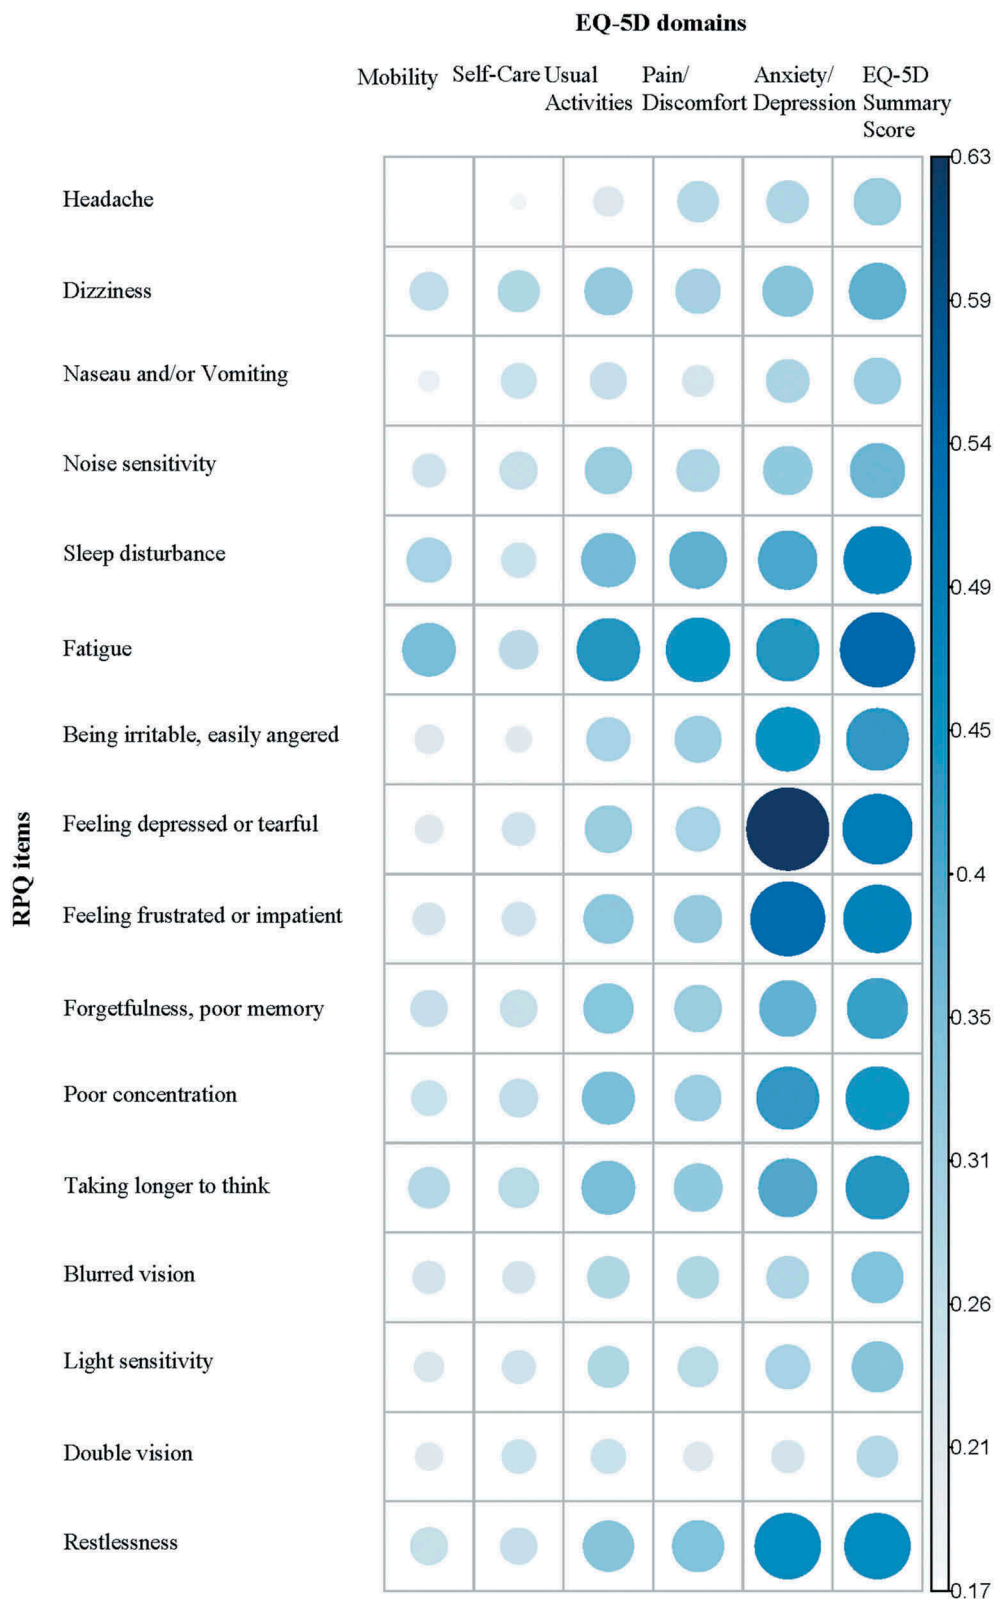 EQ-5D domains
Mobility
Self-Care
Usual
Activities
Pain/
Discomfort
Anxiety/
Depression
EQ-5D
Summary
Score
RPQ items
Headache
Dizziness
Naseau and/or Vomiting
Noise sensitivity
Sleep disturbance
Fatigue
Being irritable, easily angered
Feeling depressed or tearful
Feeling frustrated or impatient
Forgetfulness, poor memory
Poor concentration
Taking longer to think
Blurred vision
Light sensitivity
Double vision
Restlessness
0.63
0.59
0.54
0.49
0.45
0.4
0.35
0.31
0.26
0.21
0.17